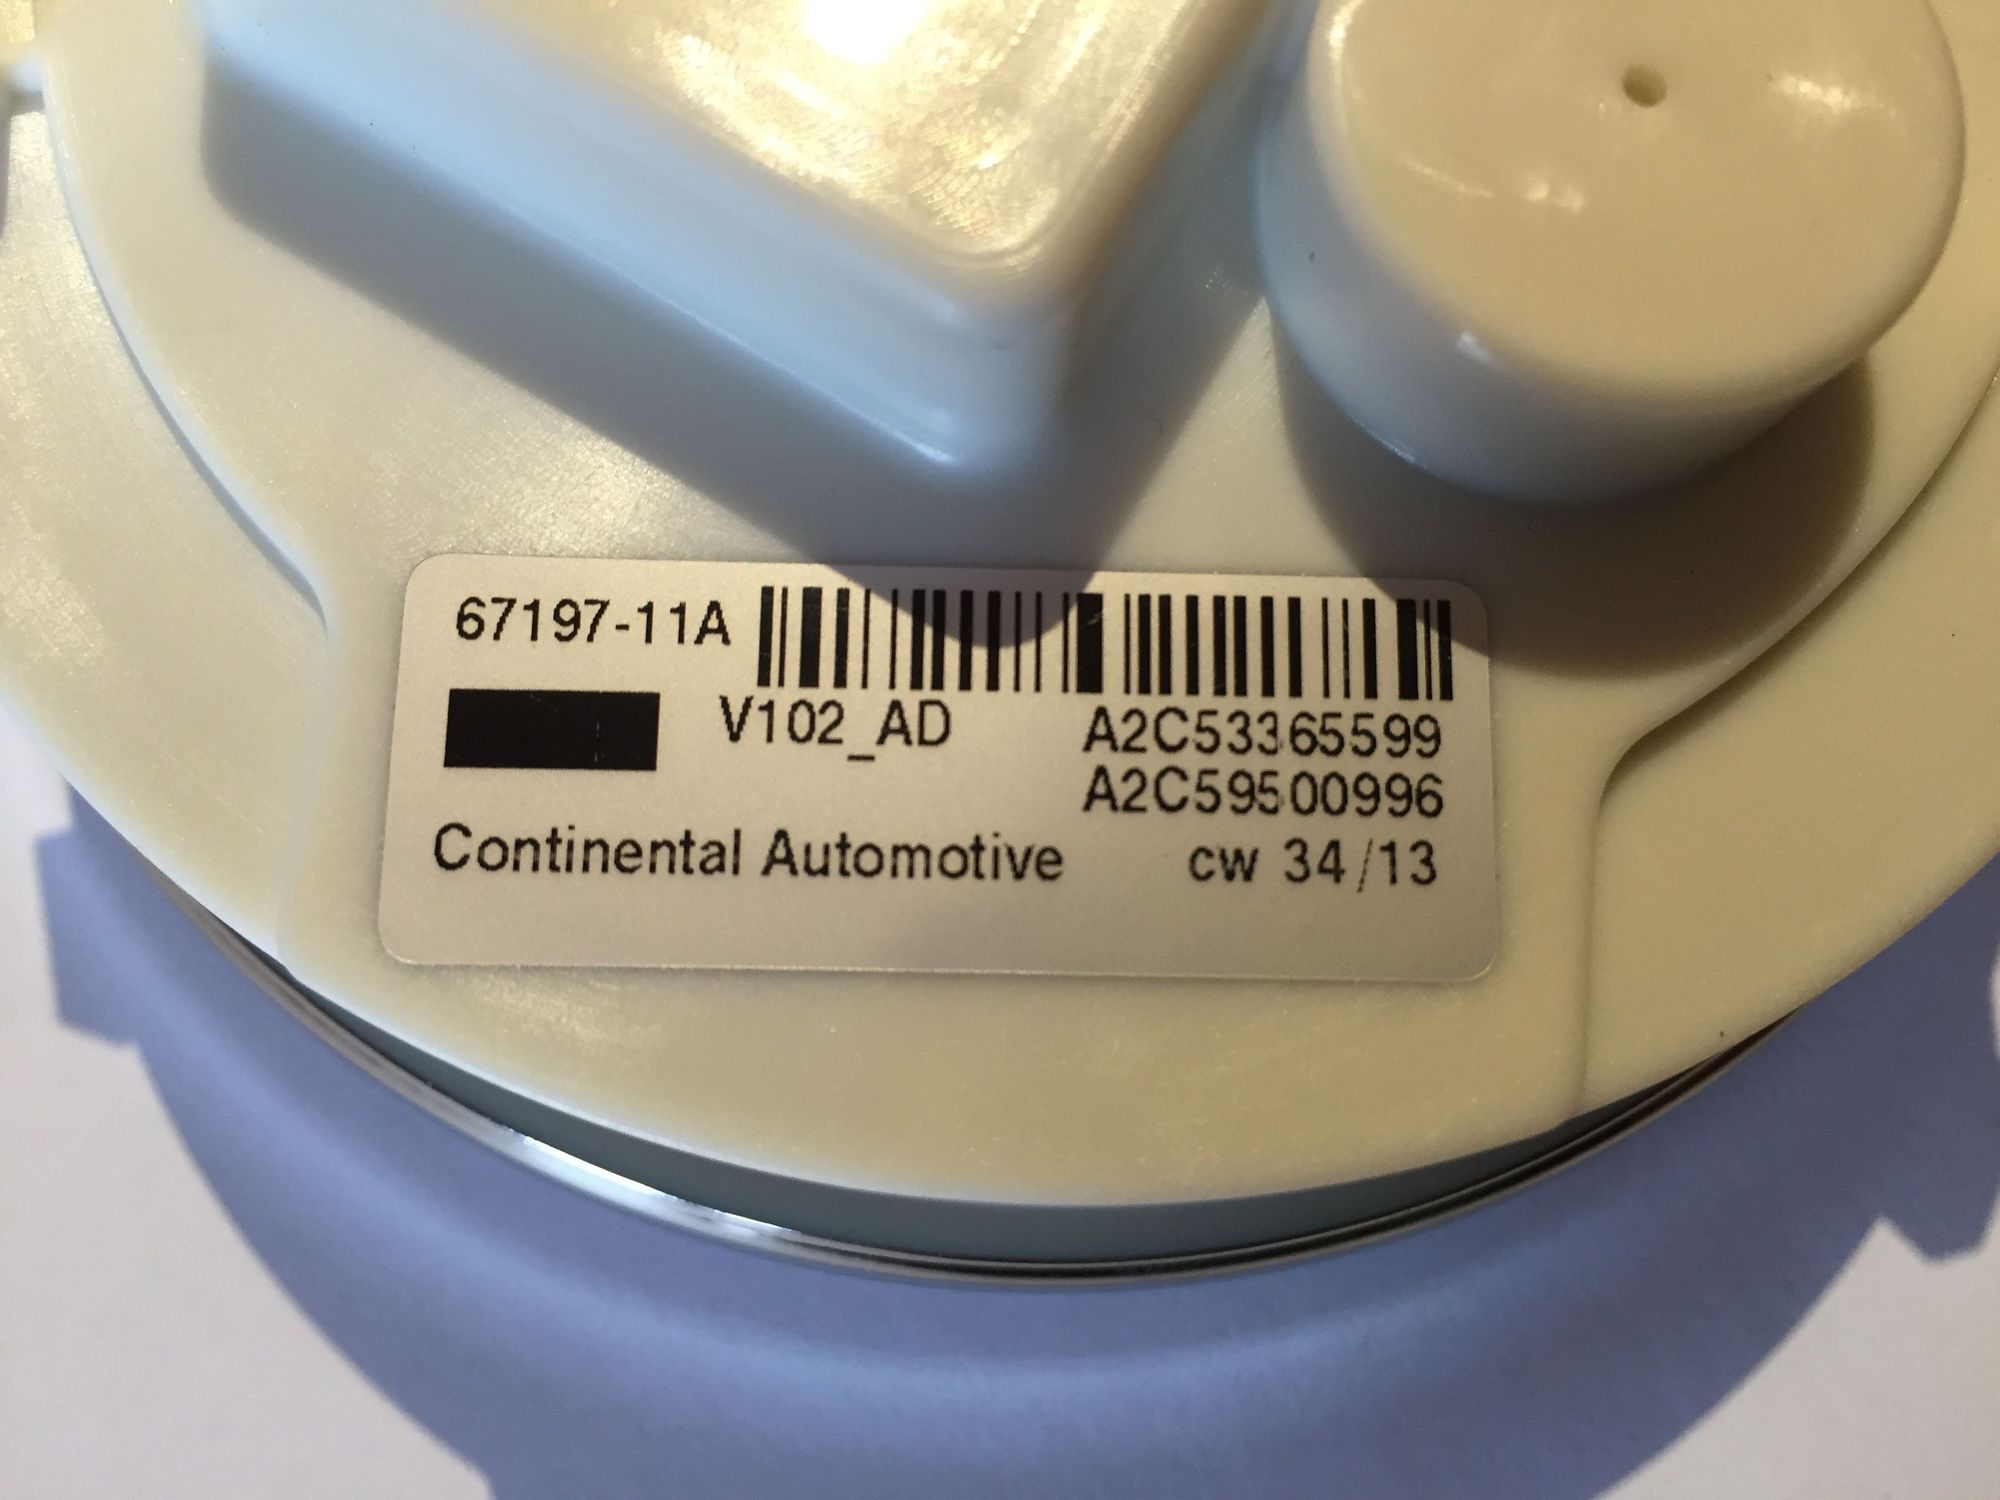 67197-11A
V102_AD A2C53365599
A2C59500996
Continental Automotive cw 34/13